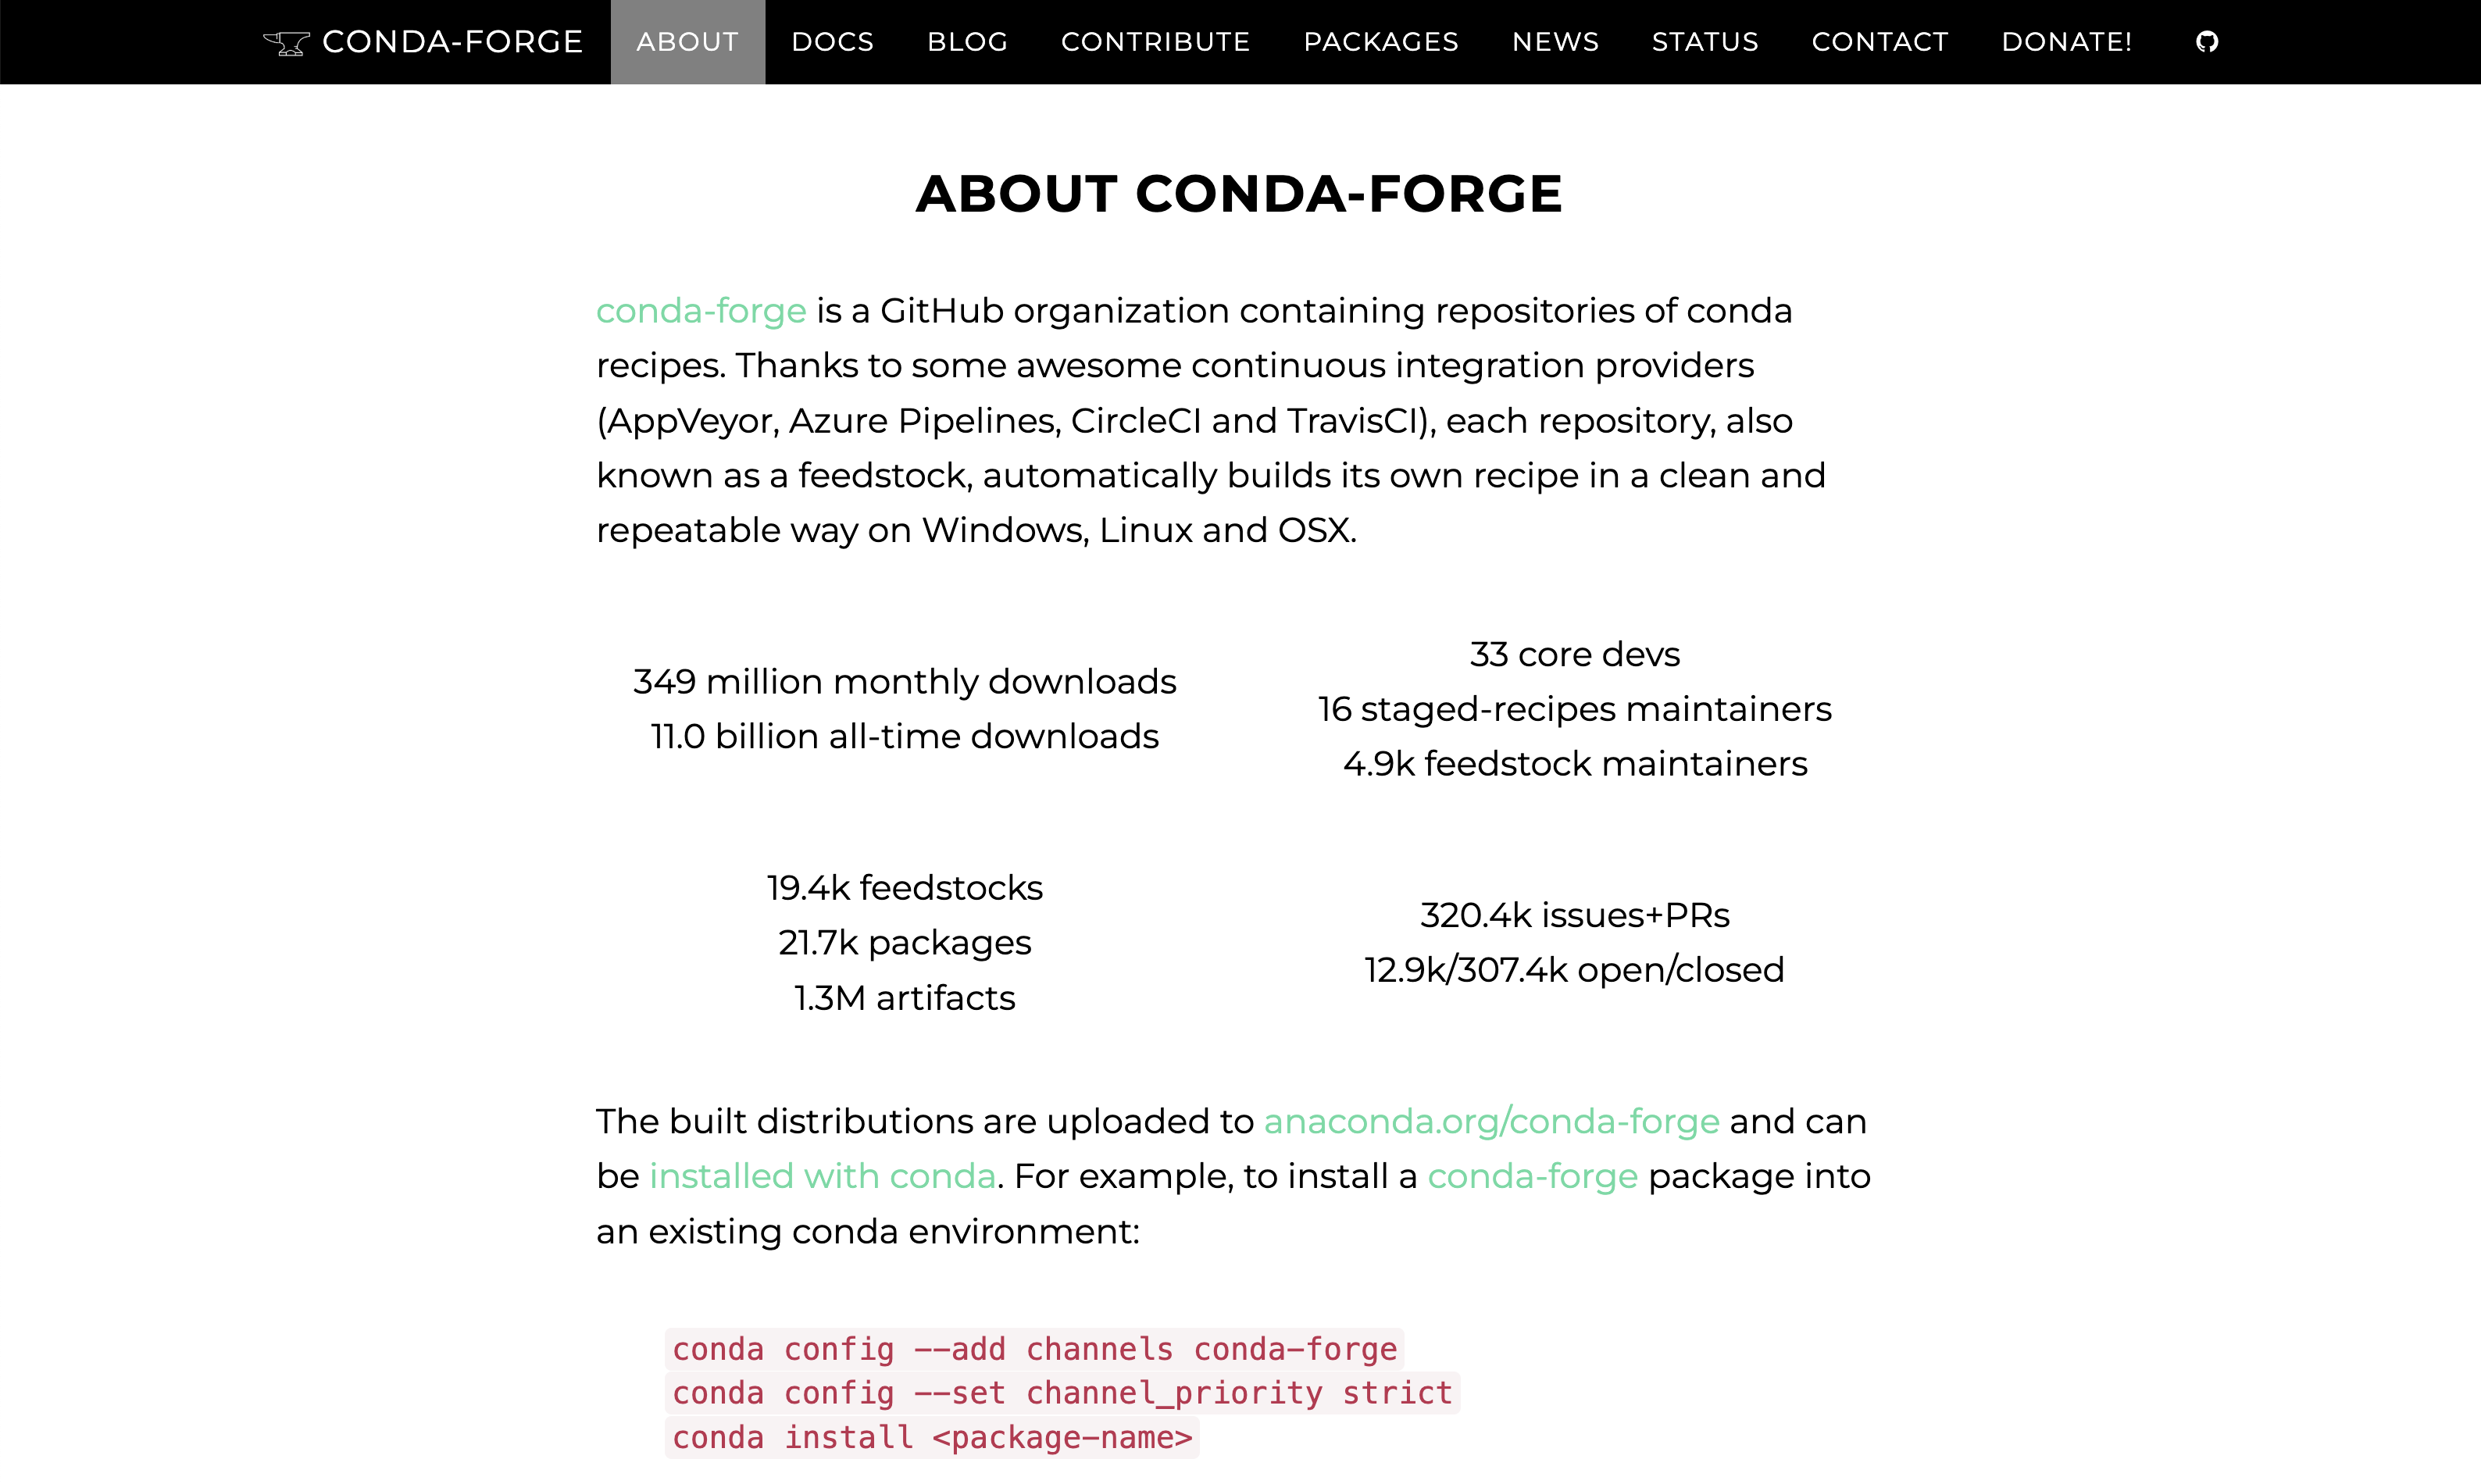 CONDA-FORGE ABOUT DOCS BLOG CONTRIBUTE PACKAGES NEWS STATUS CONTACT DONATE!
ABOUT CONDA-FORGE
conda-forge is a GitHub organization containing repositories of conda
recipes. Thanks to some awesome continuous integration providers
(AppVeyor, Azure Pipelines, CircleCI and TravisCI), each repository, also
known as a feedstock, automatically builds its own recipe in a clean and
repeatable way on Windows, Linux and OSX.
349 million monthly downloads
11.0 billion all-time downloads
33 core devs
16 staged-recipes maintainers
4.9k feedstock maintainers
19.4k feedstocks
21.7k packages
1.3M artifacts
320.4k issues+PRs
12.9k/307.4k open/closed
The built distributions are uploaded to anaconda.org/conda-forge and can
be installed with conda. For example, to install a conda-forge package into
an existing conda environment:
conda config --add channels conda-forge
conda config --set channel_priority strict
conda install <package-name>